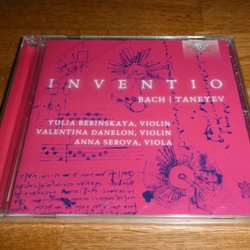 INVENTIO
BACH | TANEYEV
YULIA BERINSKAYA, VIOLIN
VALENTINA DANELON, VIOLIN
ANNA SEROVA, VIOLA